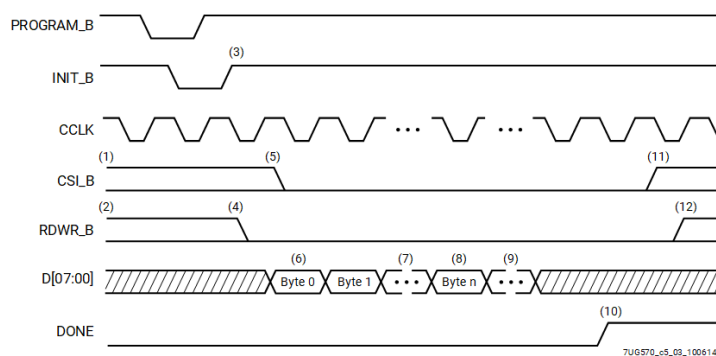 PROGRAM_B
(3)
INIT_B
CCLK
(1) (5) (11)
CSI_B
(2) (4) (12)
RDWR_B
(6) (7) (8) (9)
D[07:00] Byte 0 Byte 1 Byte n
(10)
DONE
7UG570_c5_03_100614